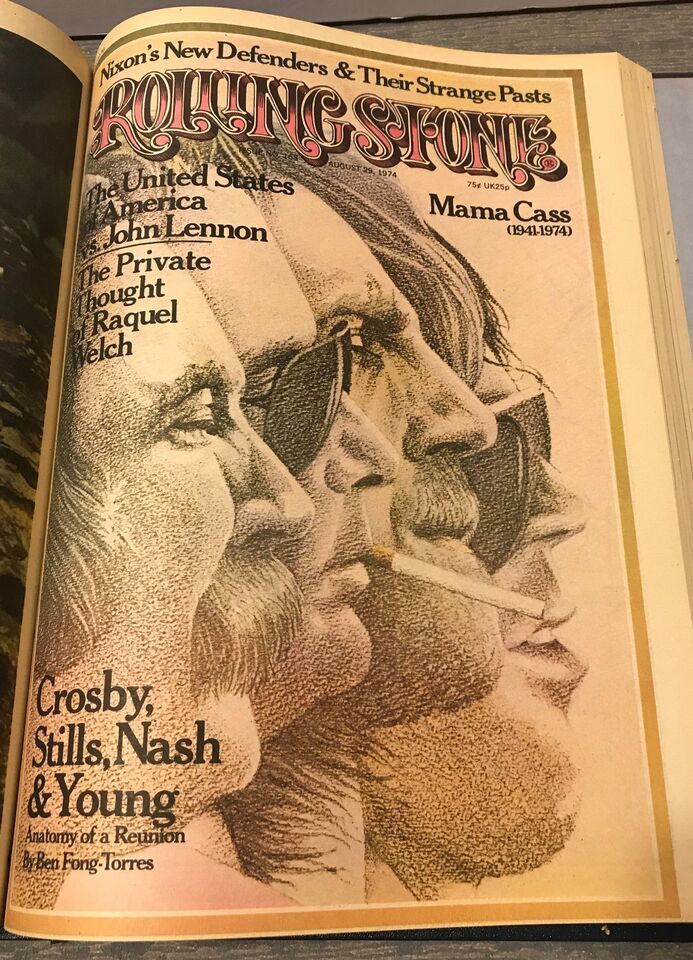 Nixon's New Defenders & Their Strange Pasts
ROLLING STONE
AUGUST 29, 1974
75¢ UK25p
The United States
of America
vs. John Lennon
The Private
Thought
of Raquel
Welch
Mama Cass
(1941-1974)
Crosby,
Stills, Nash
& Young
Anatomy of a Reunion
By Ben Fong-Torres